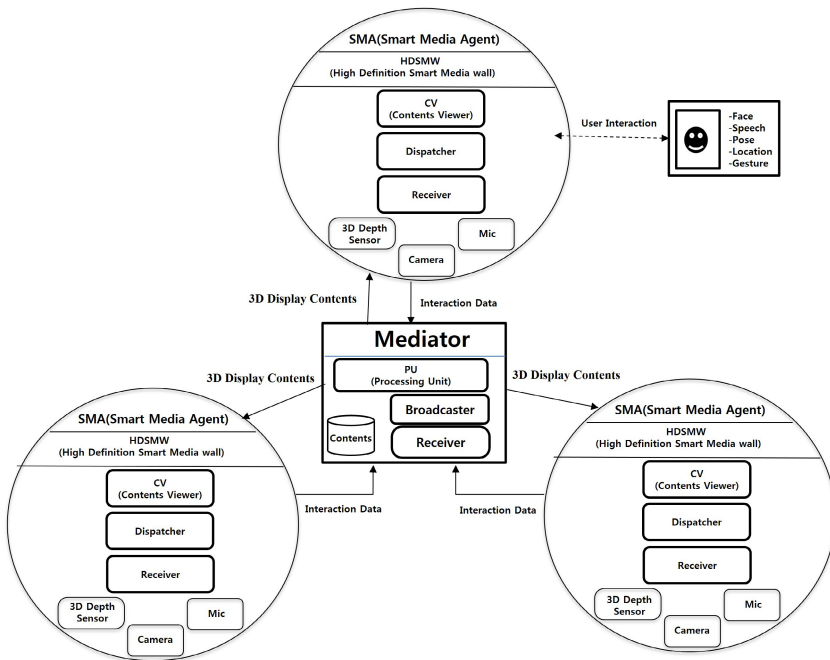 SMA(Smart Media Agent)
HDSMW
(High Definition Smart Media wall)
CV
(Contents Viewer)
Dispatcher
Receiver
3D Depth
Sensor
Mic
Camera
User Interaction
-Face
-Speech
-Pose
-Location
-Gesture
3D Display Contents
Interaction Data
Mediator
PU
(Processing Unit)
Broadcaster
Contents
Receiver
3D Display Contents
3D Display Contents
SMA(Smart Media Agent)
HDSMW
(High Definition Smart Media wall)
CV
(Contents Viewer)
Dispatcher
Receiver
3D Depth
Sensor
Mic
Camera
Interaction Data
Interaction Data
SMA(Smart Media Agent)
HDSMW
(High Definition Smart Media wall)
CV
(Contents Viewer)
Dispatcher
Receiver
3D Depth
Sensor
Mic
Camera